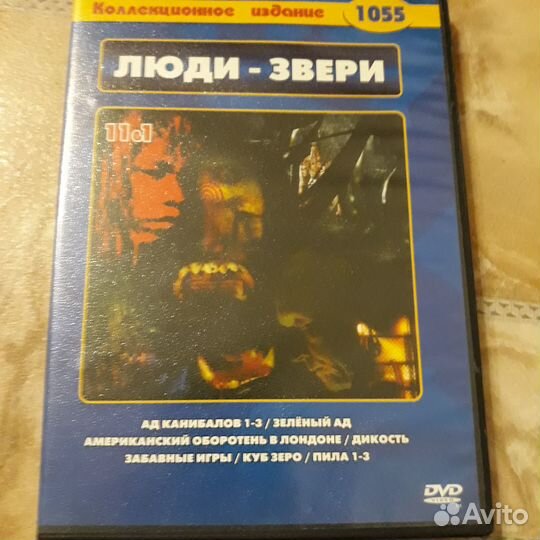 Коллекционное издание
1055
ЛЮДИ - ЗВЕРИ
11в1
АД КАНИБАЛОВ 1-3 / ЗЕЛЁНЫЙ АД
АМЕРИКАНСКИЙ ОБОРОТЕНЬ В ЛОНДОНЕ / ДИКОСТЬ
ЗАБАВНЫЕ ИГРЫ / КУБ ЗЕРО / ПИЛА 1-3
DVD
VIDEO
Avito